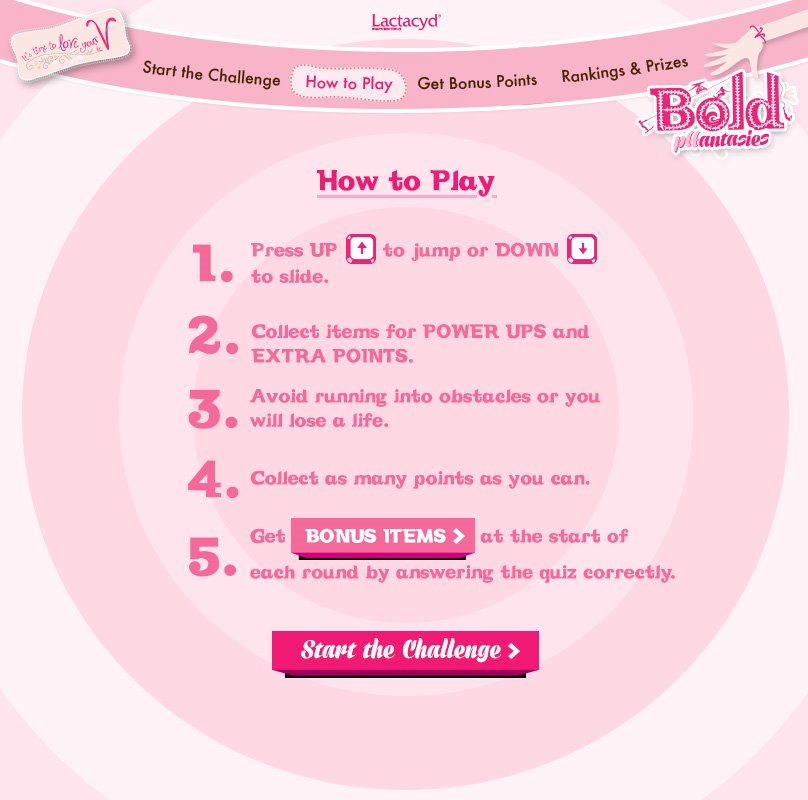 Lactacyd®
it's time to love your V
Start the Challenge
How to Play
Get Bonus Points
Rankings & Prizes
Bold
pHantasies
How to Play
1. Press UP ↑ to jump or DOWN ↓
to slide.
2. Collect items for POWER UPS and
EXTRA POINTS.
3. Avoid running into obstacles or you
will lose a life.
4. Collect as many points as you can.
5. Get BONUS ITEMS > at the start of
each round by answering the quiz correctly.
Start the Challenge >